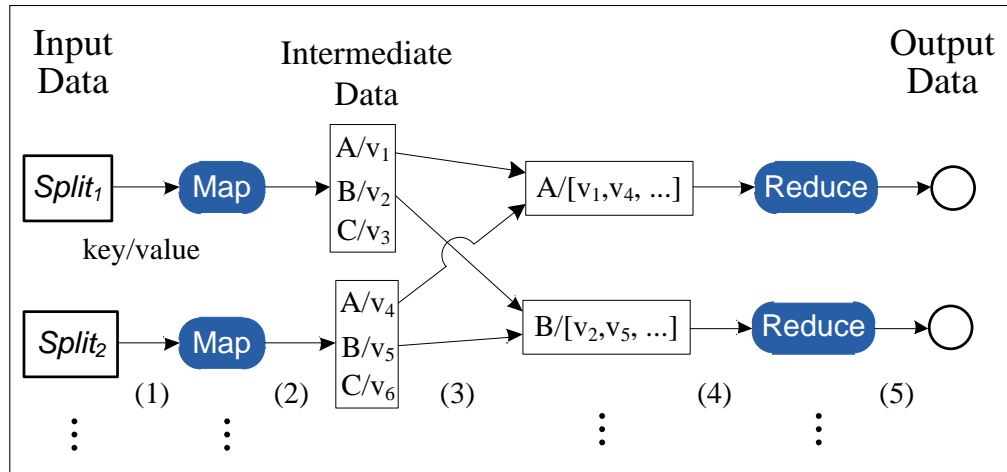 Input
Data
Intermediate
Data
Output
Data
Split₁
Map
A/v₁
B/v₂
C/v₃
A/[v₁,v₄, ...]
Reduce
key/value
Split₂
Map
A/v₄
B/v₅
C/v₆
B/[v₂,v₅, ...]
Reduce
(1)
(2)
(3)
(4)
(5)